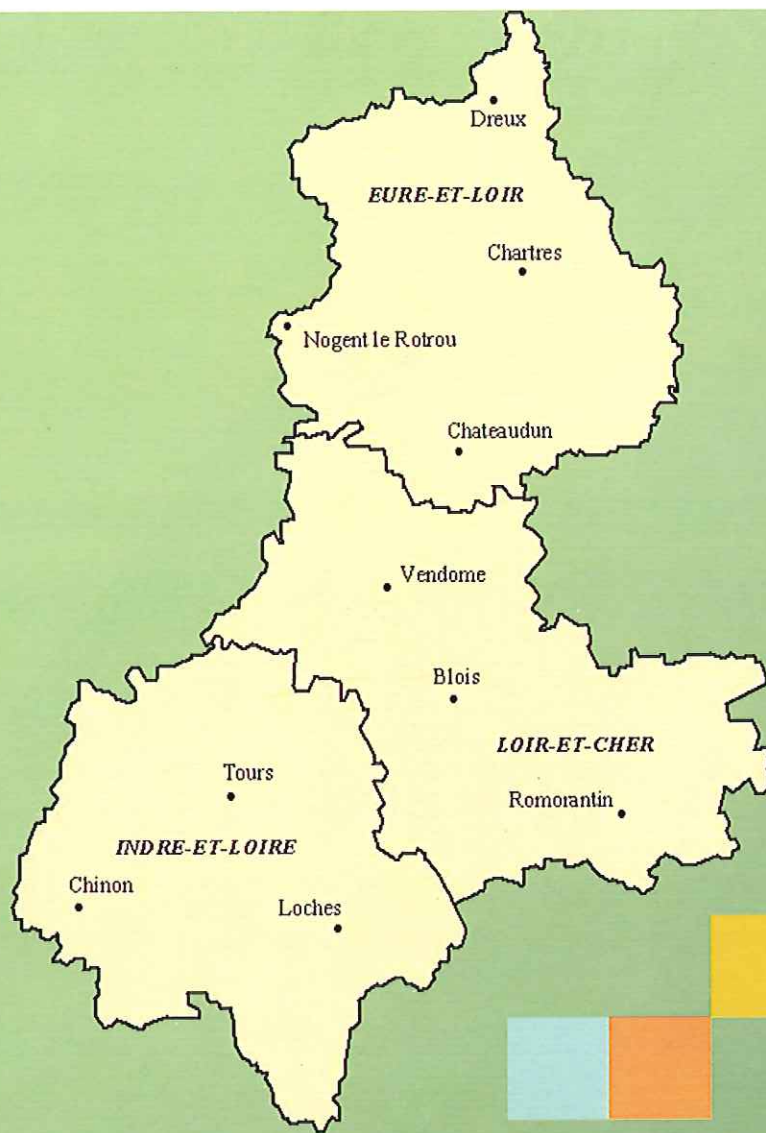 Dreux
EURE-ET-LOIR
Chartres
Nogent le Rotrou
Chateaudun
Vendome
Blois
LOIR-ET-CHER
Tours
Romorantin
INDRE-ET-LOIRE
Chinon
Loches